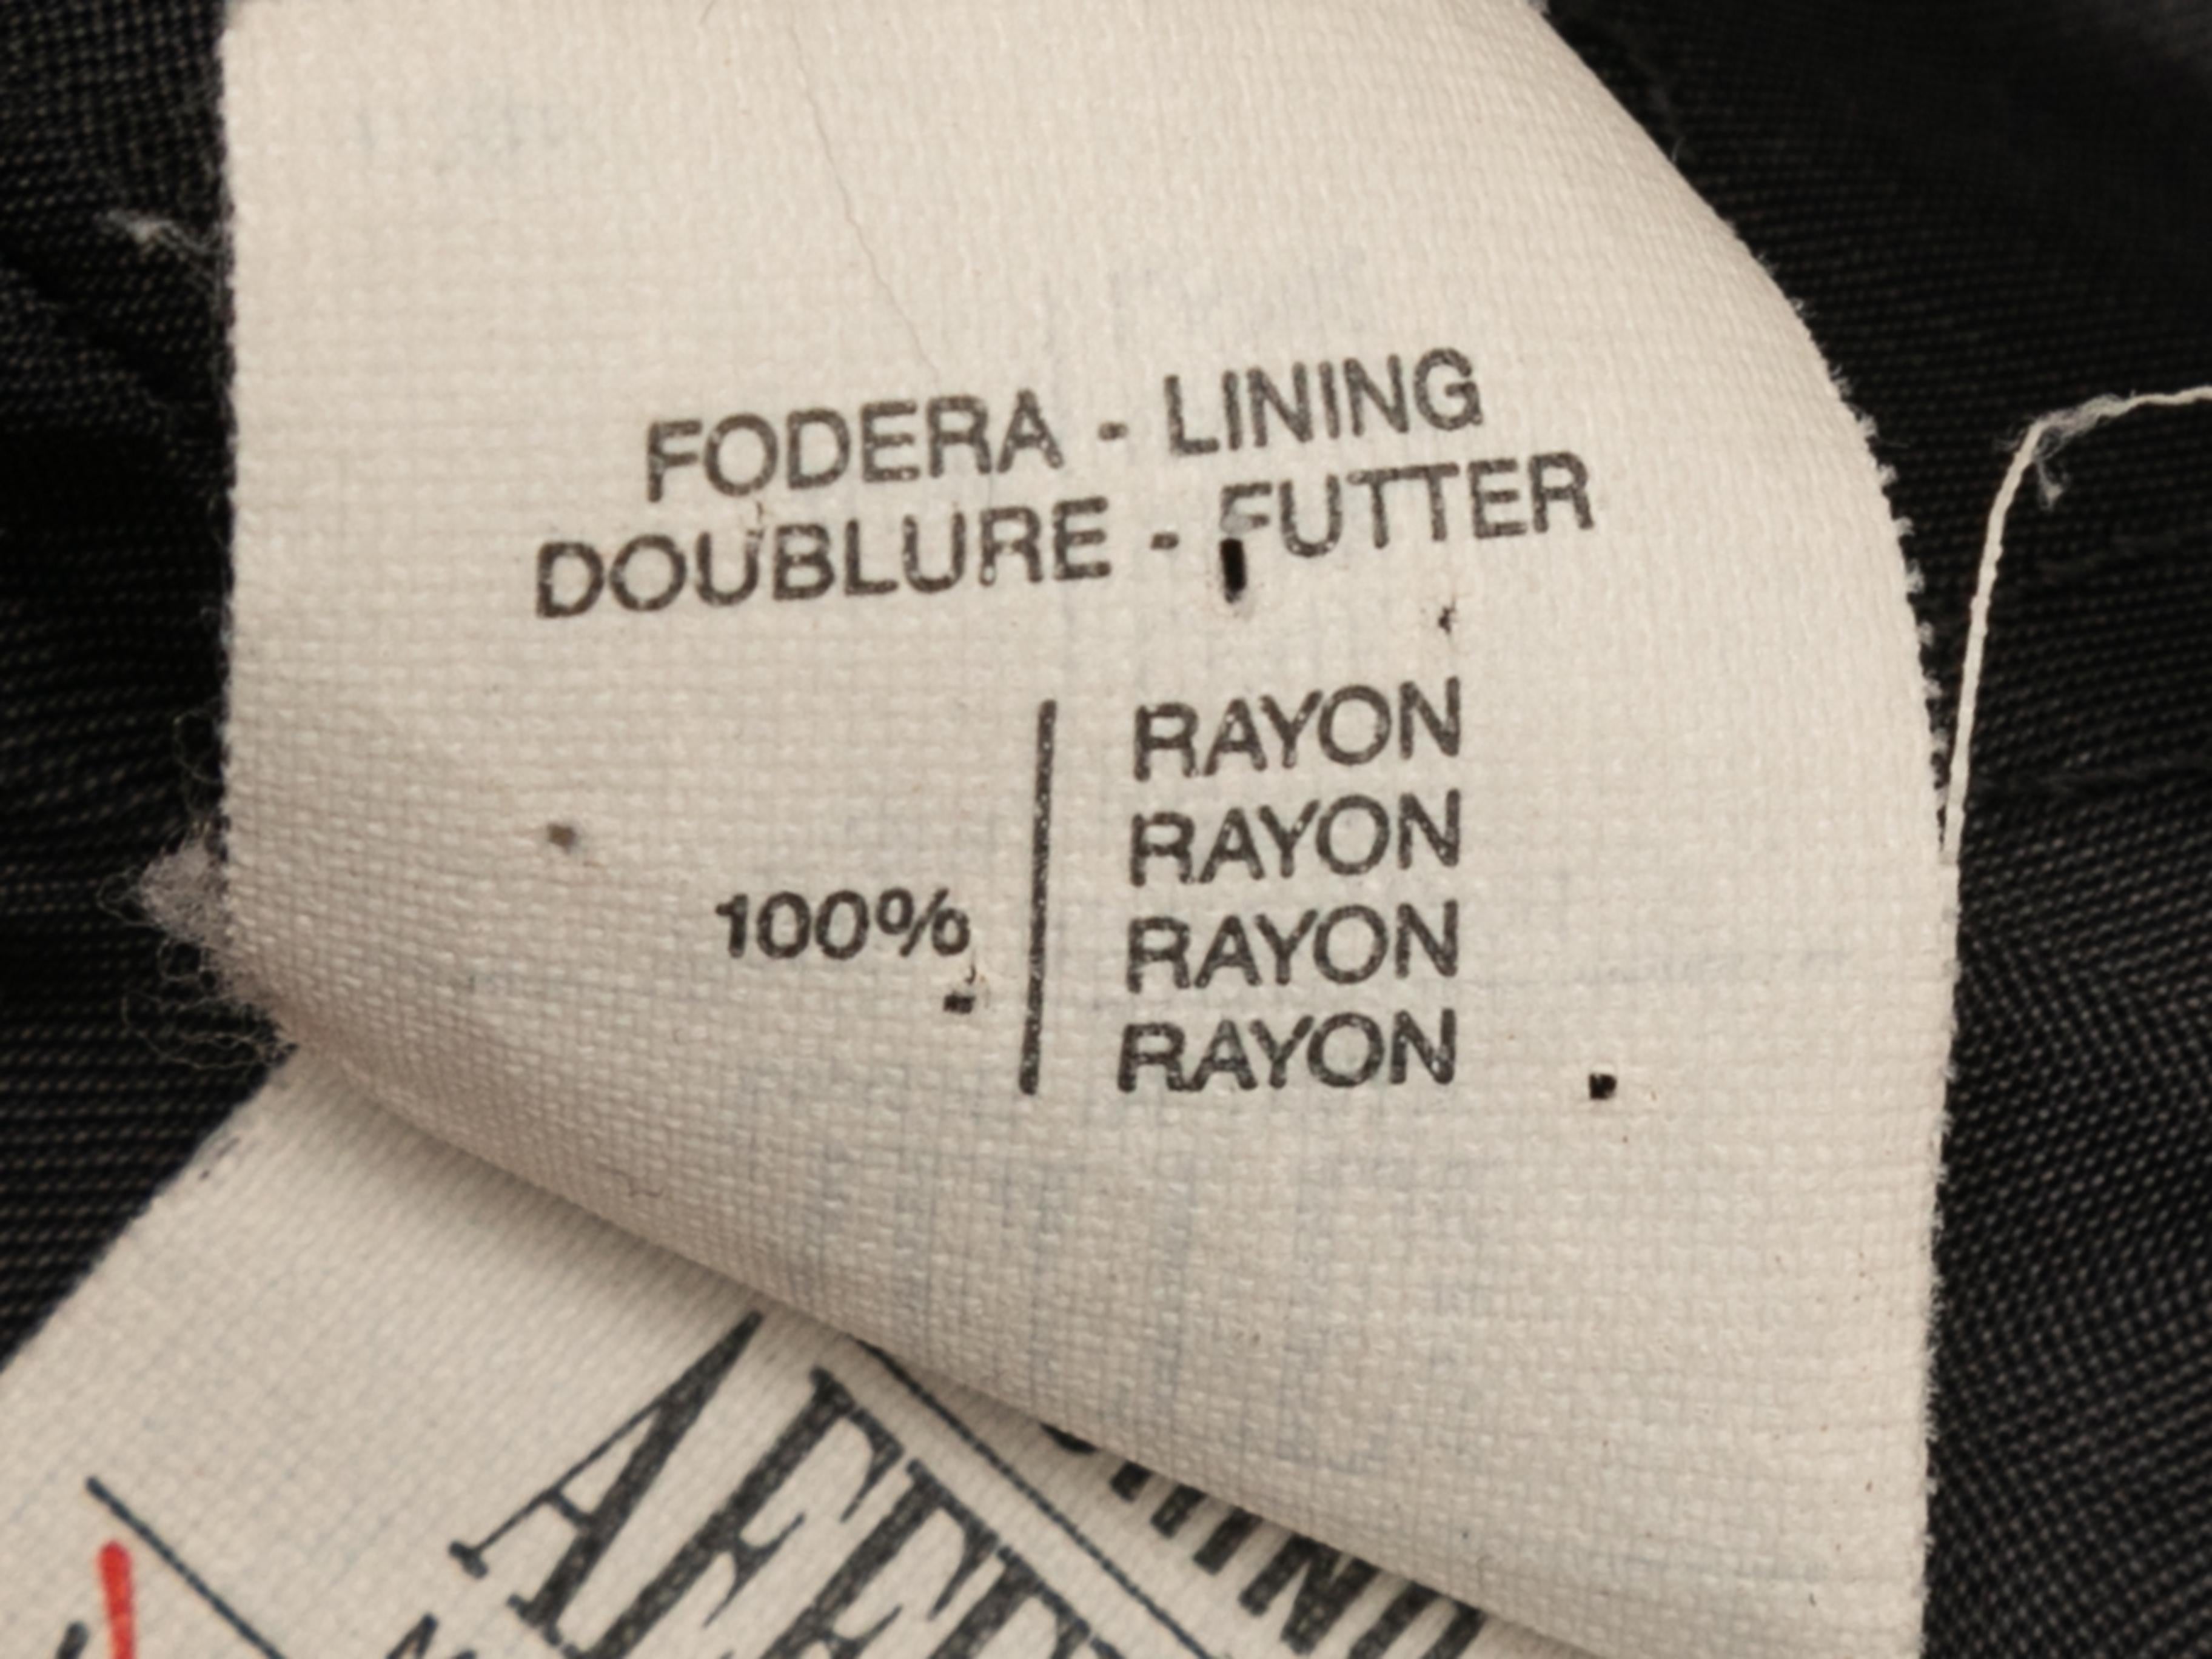 FODERA - LINING
DOUBLURE - FUTTER
RAYON
RAYON
100%
RAYON
RAYON